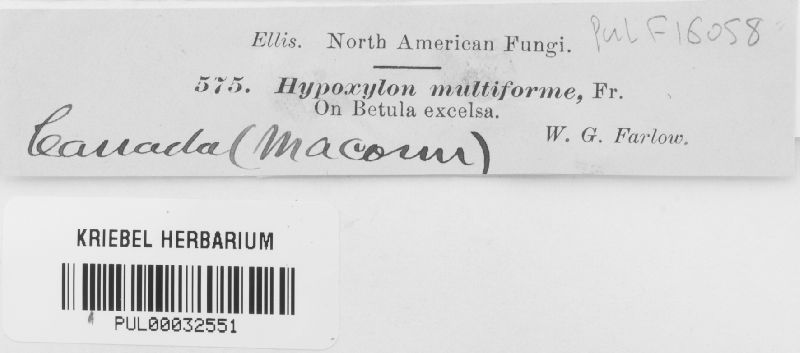 Ellis. North American Fungi. PUL F16058
575. Hypoxylon multiforme, Fr.
On Betula excelsa.
W. G. Farlow.
Canada (Macoun)
KRIEBEL HERBARIUM
PUL00032551